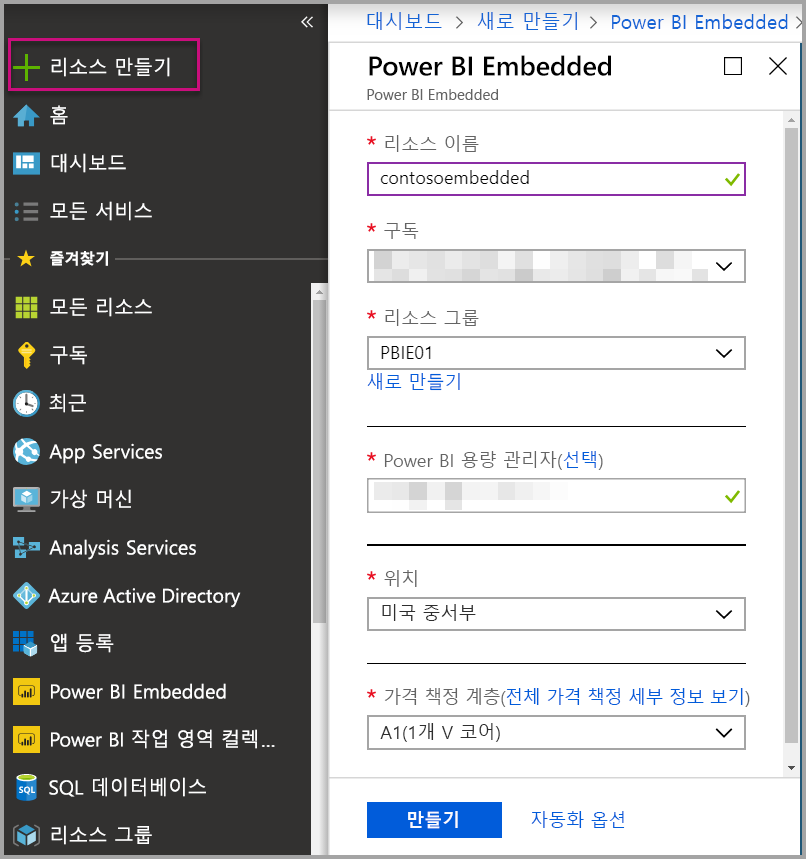 «
리소스 만들기
홈
대시보드
모든 서비스
즐겨찾기
모든 리소스
구독
최근
App Services
가상 머신
Analysis Services
Azure Active Directory
앱 등록
Power BI Embedded
Power BI 작업 영역 컬렉...
SQL 데이터베이스
리소스 그룹
대시보드 > 새로 만들기 > Power BI Embedded >
Power BI Embedded
Power BI Embedded
* 리소스 이름
contosoembedded
* 구독
* 리소스 그룹
PBIE01
새로 만들기
* Power BI 용량 관리자(선택)
* 위치
미국 중서부
* 가격 책정 계층(전체 가격 책정 세부 정보 보기)
A1(1개 V 코어)
만들기
자동화 옵션